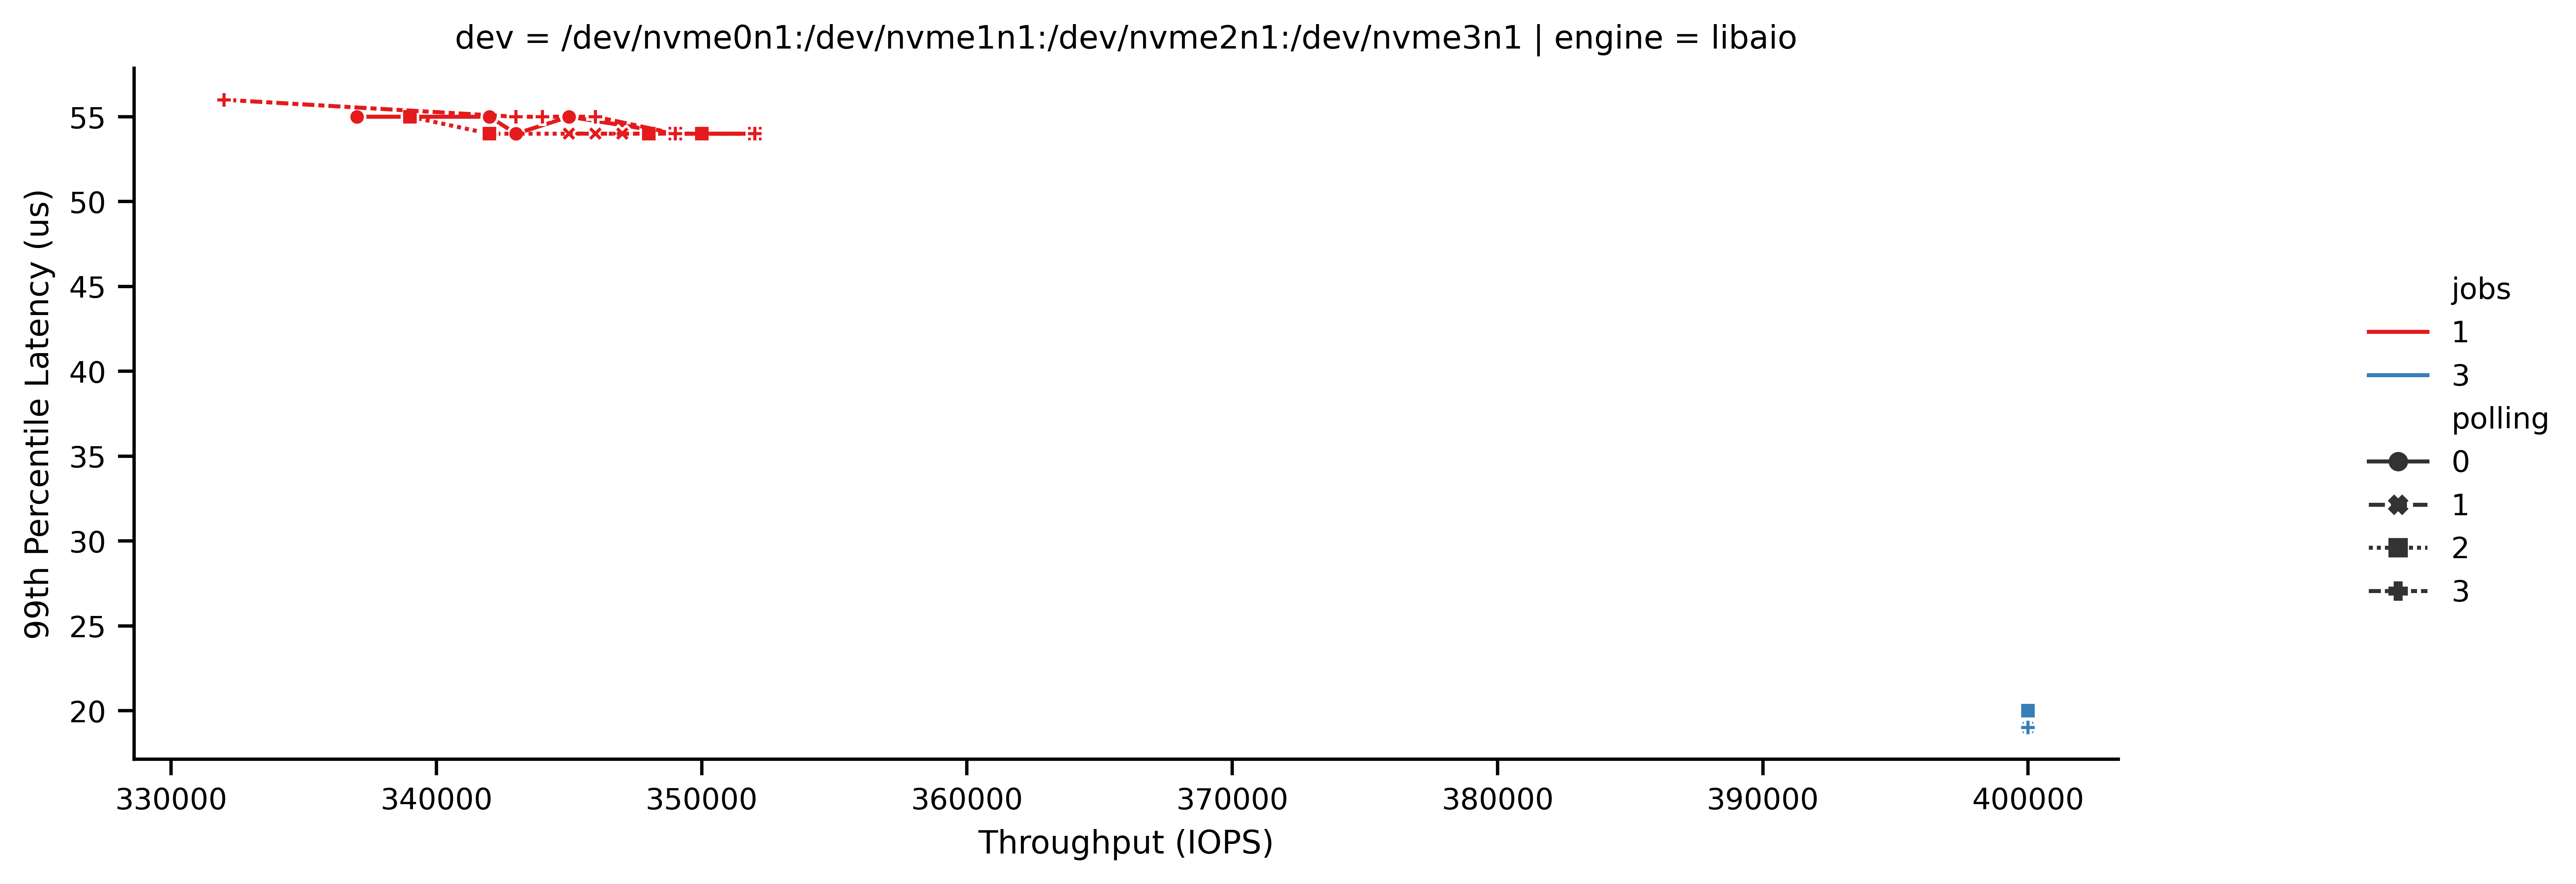 dev = /dev/nvme0n1:/dev/nvme1n1:/dev/nvme2n1:/dev/nvme3n1 | engine = libaio
99th Percentile Latency (us)
55
50
45
40
35
30
25
20
330000 340000 350000 360000 370000 380000 390000 400000
Throughput (IOPS)
jobs
1
3
polling
0
1
2
3